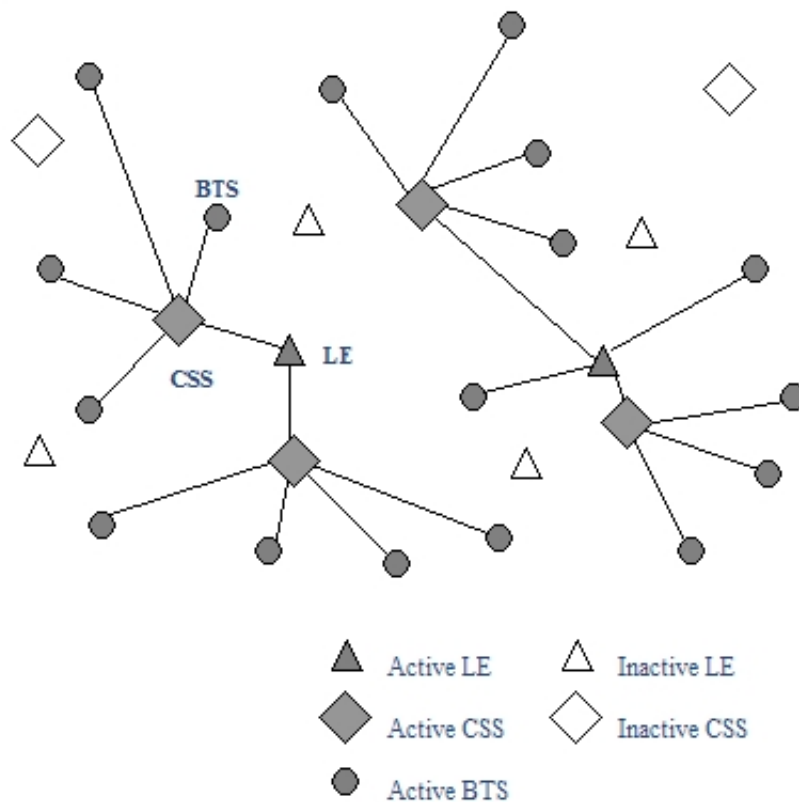 BTS
LE
CSS
Active LE
Inactive LE
Active CSS
Inactive CSS
Active BTS